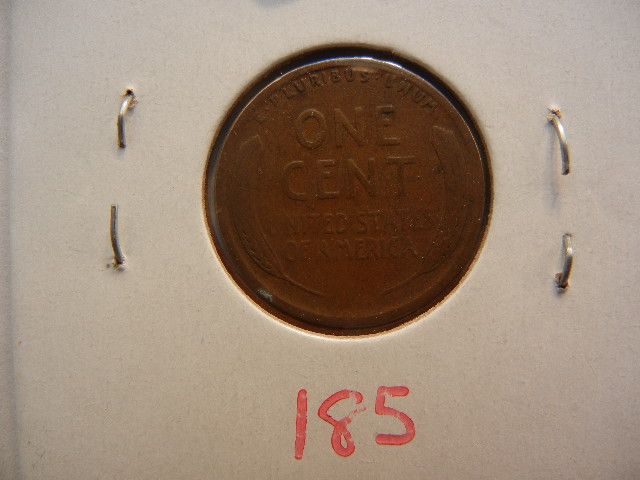 E·PLURIBUS·UNUM
ONE
CENT
UNITED STATES
OF AMERICA
185